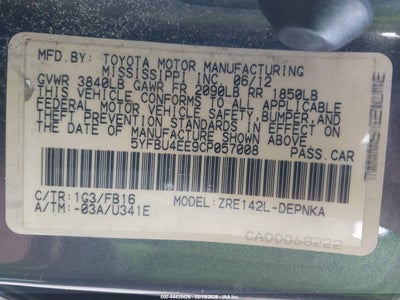 MFD.BY: TOYOTA MOTOR MANUFACTURING
MISSISSIPPI INC 06/12
GVWR 3840LB GAWR FR 2090LB RR 1850LB
THIS VEHICLE CONFORMS TO ALL APPLICABLE
FEDERAL MOTOR VEHICLE SAFETY, BUMPER, AND
THEFT PREVENTION STANDARDS IN EFFECT ON
THE DATE OF MANUFACTURE SHOWN ABOVE.
5YFBU4EE9CP057008 PASS.CAR
C/TR:1G3/FB16 MODEL:ZRE142L-DEPNKA
A/TM:-03A/U341E
CA00068222